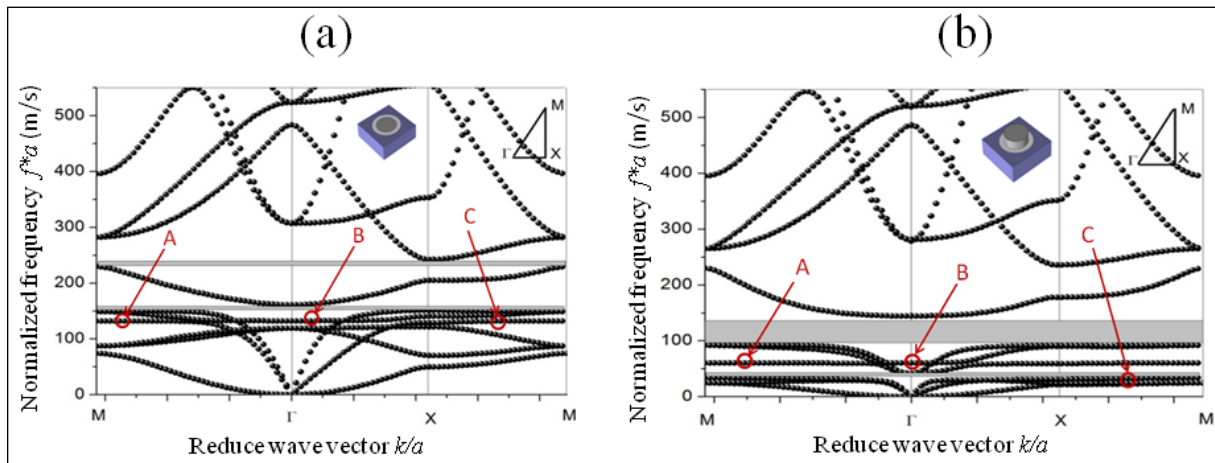 (a)
(b)
Normalized frequency f*a (m/s)
500
400
300
200
100
0
M
Γ
X
M
A
B
C
M
Γ
X
Reduce wave vector k/a
Normalized frequency f*a (m/s)
500
400
300
200
100
0
M
Γ
X
M
A
B
C
M
Γ
X
Reduce wave vector k/a